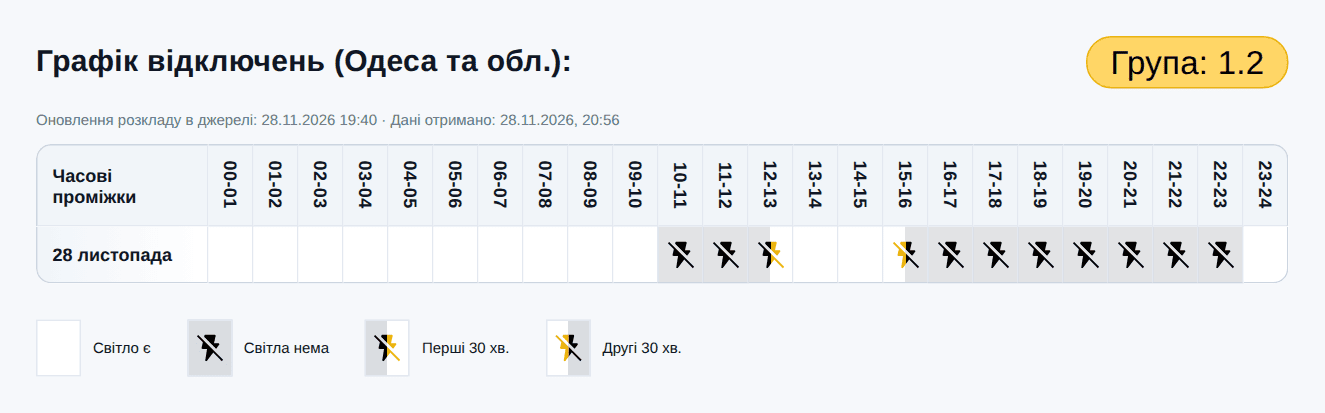 Графік відключень (Одеса та обл.):
Група: 1.2
Оновлення розкладу в джерелі: 28.11.2026 19:40 · Дані отримано: 28.11.2026, 20:56
Часові
проміжки
00-01
01-02
02-03
03-04
04-05
05-06
06-07
07-08
08-09
09-10
10-11
11-12
12-13
13-14
14-15
15-16
16-17
17-18
18-19
19-20
20-21
21-22
22-23
23-24
28 листопада
Світло є
Світла нема
Перші 30 хв.
Другі 30 хв.